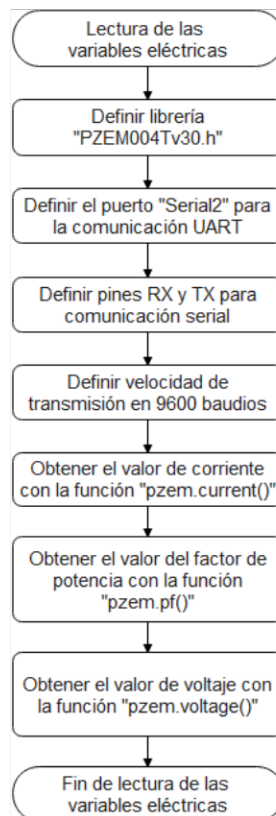 Lectura de las
variables eléctricas
Definir librería
"PZEM004Tv30.h"
Definir el puerto "Serial2" para
la comunicación UART
Definir pines RX y TX para
comunicación serial
Definir velocidad de
transmisión en 9600 baudios
Obtener el valor de corriente
con la función "pzem.current()"
Obtener el valor del factor de
potencia con la función
"pzem.pf()"
Obtener el valor de voltaje con
la función "pzem.voltage()"
Fin de lectura de las
variables eléctricas